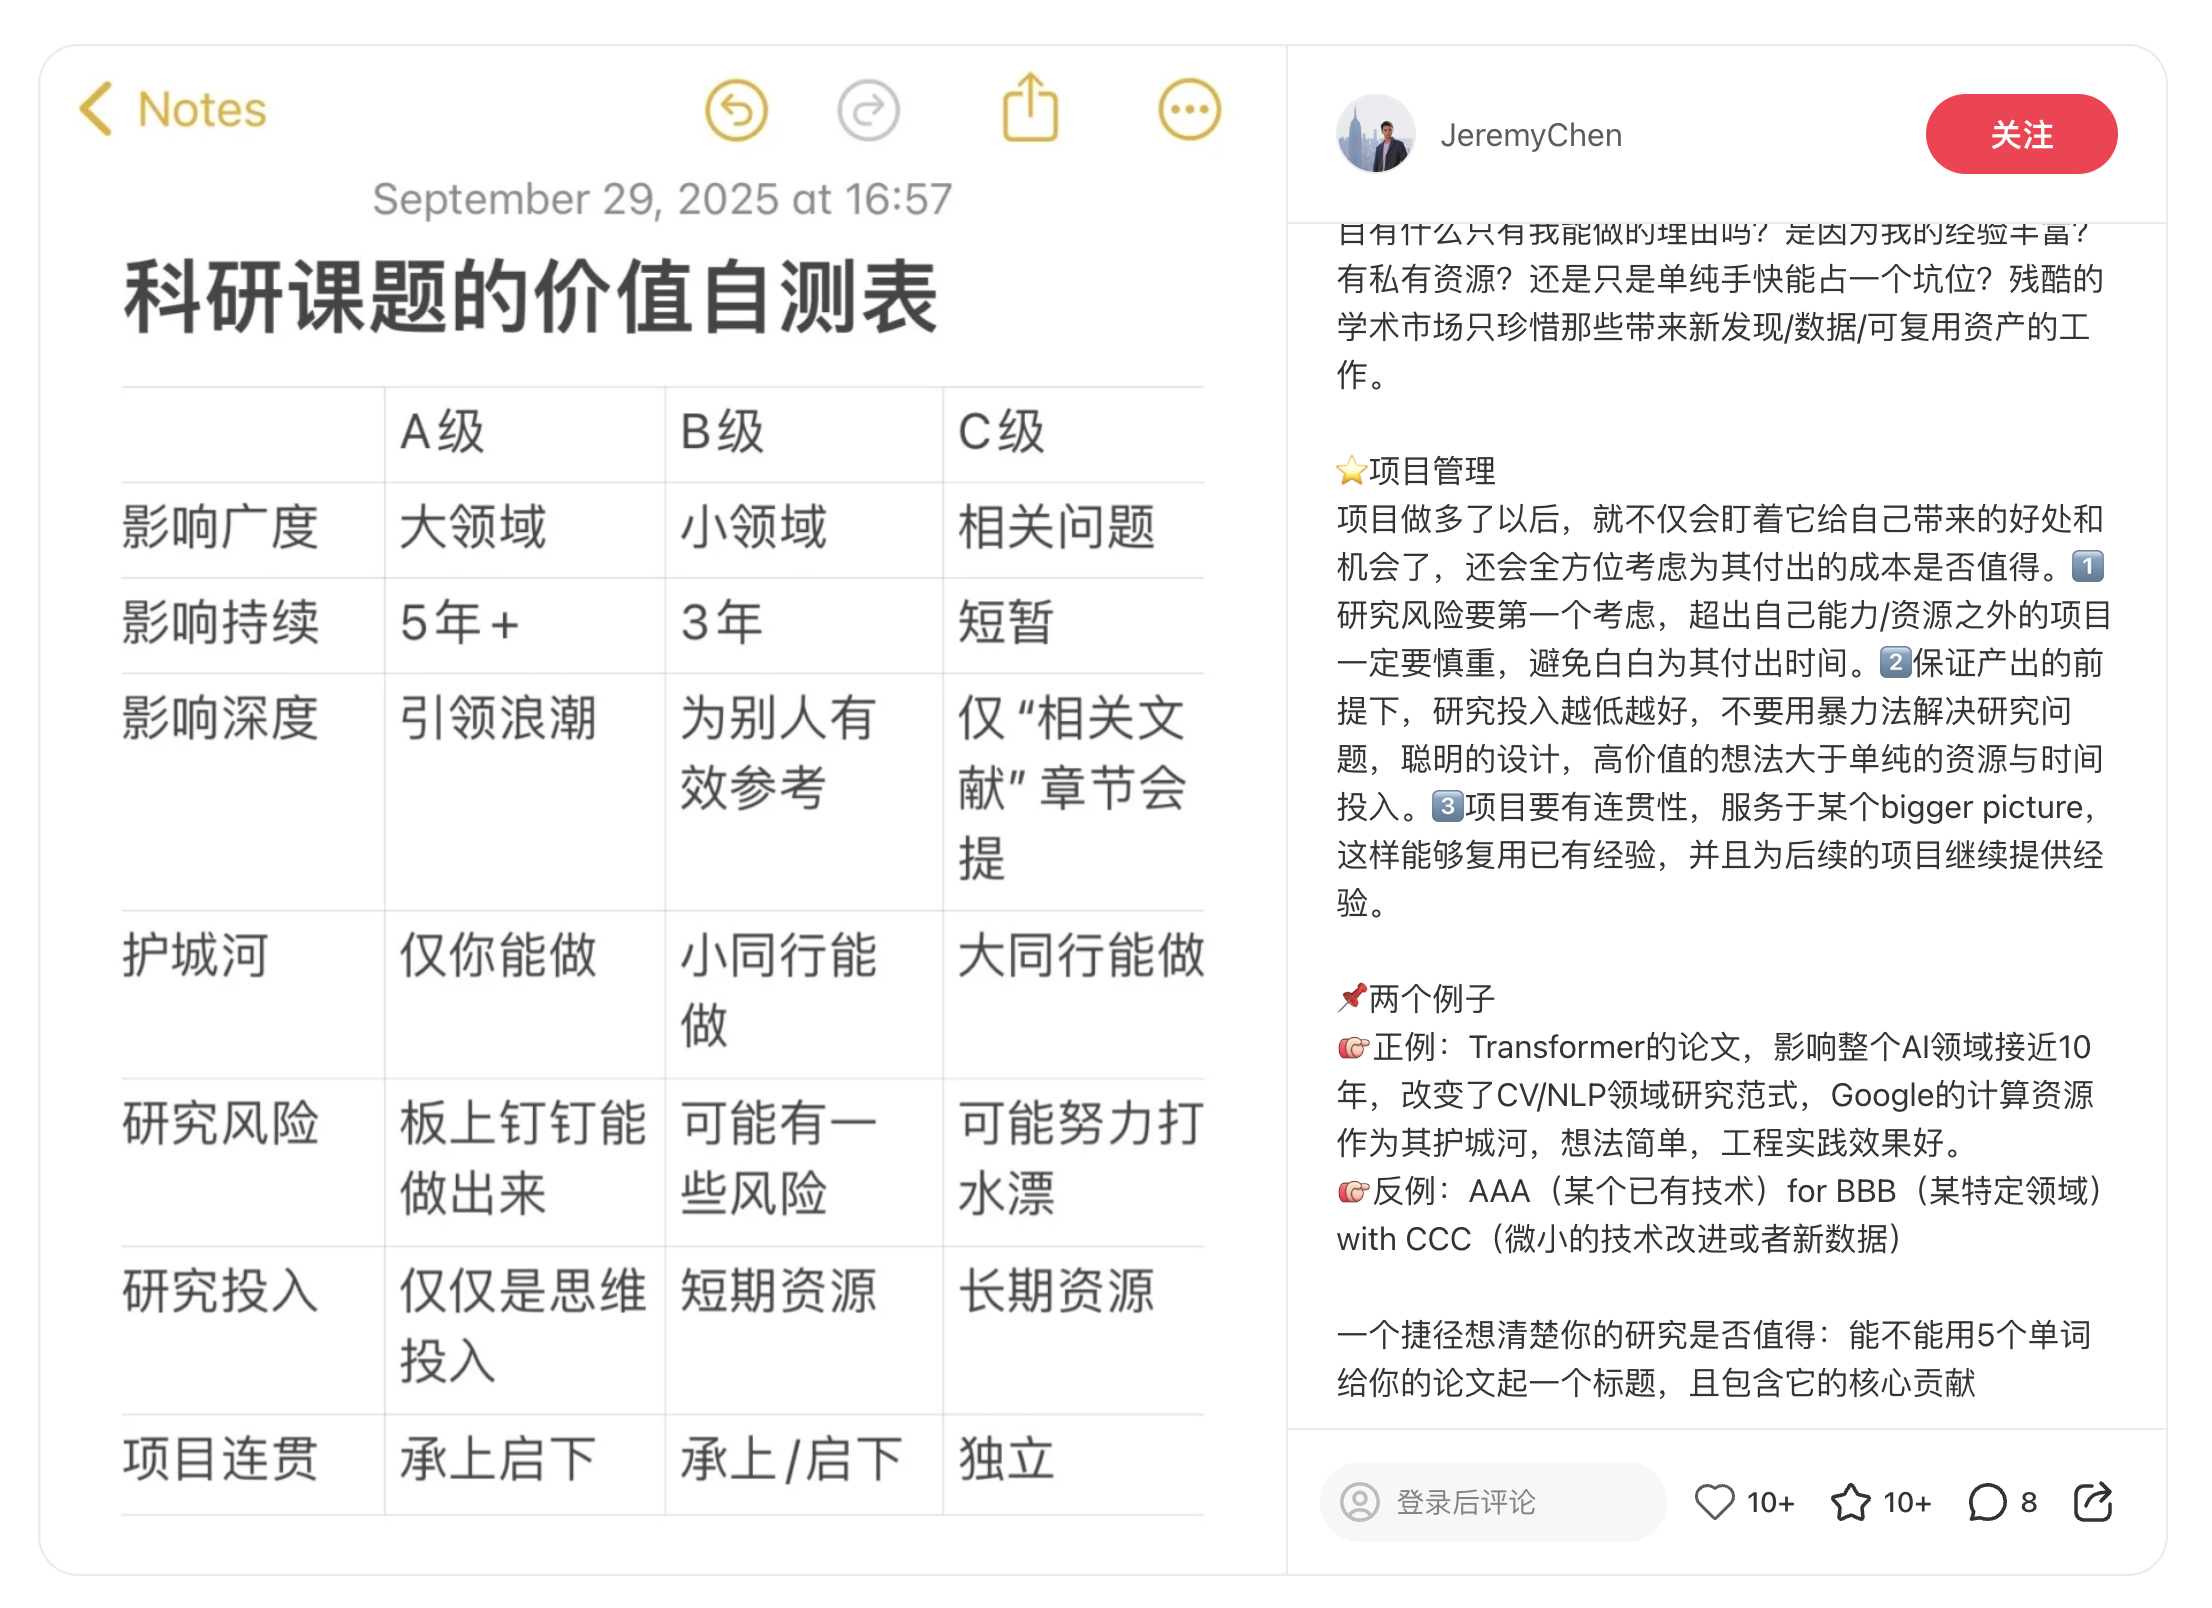 Notes
September 29, 2025 at 16:57
科研课题的价值自测表
A级 B级 C级
影响广度 大领域 小领域 相关问题
影响持续 5年+ 3年 短暂
影响深度 引领浪潮 为别人有 仅“相关文
效参考 献”章节会
提
护城河 仅你能做 小同行能 大同行能做
做
研究风险 板上钉钉能 可能有一 可能努力打
做出来 些风险 水漂
研究投入 仅仅是思维 短期资源 长期资源
投入
项目连贯 承上启下 承上/启下 独立
JeremyChen
关注
目有什么只有我能做的理由吗？是因为我的经验丰富？
有私有资源？还是只是单纯手快能占一个坑位？残酷的
学术市场只珍惜那些带来新发现/数据/可复用资产的工
作。
⭐项目管理
项目做多了以后，就不仅会盯着它给自己带来的好处和
机会了，还会全方位考虑为其付出的成本是否值得。1️⃣
研究风险要第一个考虑，超出自己能力/资源之外的项目
一定要慎重，避免白白为其付出时间。2️⃣保证产出的前
提下，研究投入越低越好，不要用暴力法解决研究问
题，聪明的设计，高价值的想法大于单纯的资源与时间
投入。3️⃣项目要有连贯性，服务于某个bigger picture，
这样能够复用已有经验，并且为后续的项目继续提供经
验。
📌两个例子
👉正例：Transformer的论文，影响整个AI领域接近10
年，改变了CV/NLP领域研究范式，Google的计算资源
作为其护城河，想法简单，工程实践效果好。
👉反例：AAA（某个已有技术）for BBB（某特定领域）
with CCC（微小的技术改进或者新数据）
一个捷径想清楚你的研究是否值得：能不能用5个单词
给你的论文起一个标题，且包含它的核心贡献
登录后评论 10+ 10+ 8